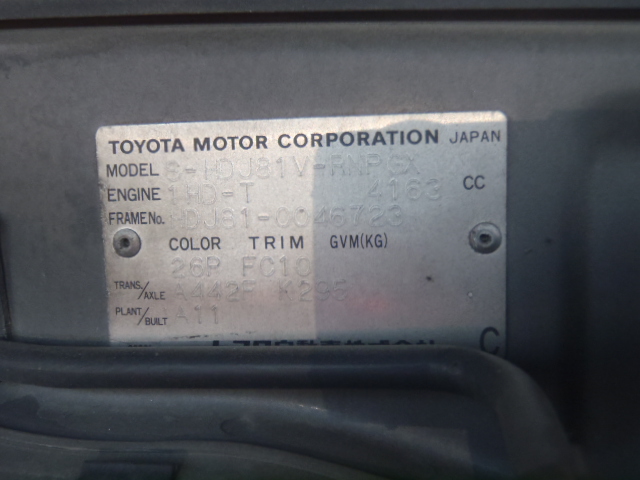 TOYOTA MOTOR CORPORATION JAPAN
MODEL S-HDJ81V-RNPGX
ENGINE 1HD-T 4163 CC
FRAME No. HDJ81-0046723
COLOR TRIM GVM(KG)
26P FC10
TRANS./AXLE A442F K295
PLANT/BUILT A11
C